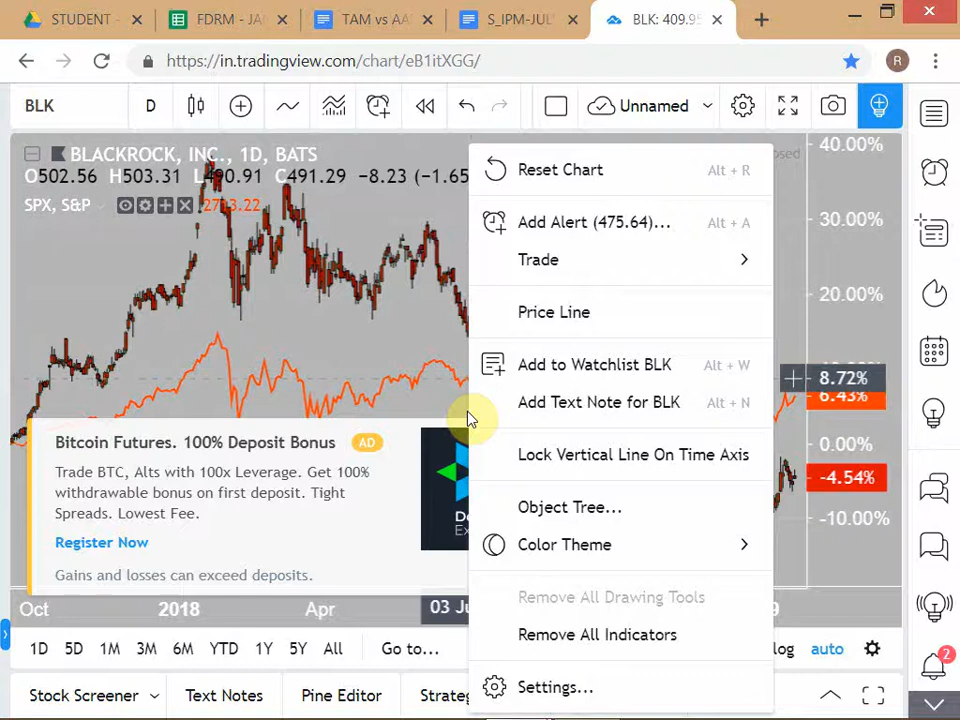 STUDENT -
FDRM - JA
TAM vs AA
S_IPM-JUL
BLK: 409.95
https://in.tradingview.com/chart/eB1itXGG/
R
BLK
D
Unnamed
BLACKROCK, INC., 1D, BATS
O502.56 H503.31 L490.91 C491.29 -8.23 (-1.65
SPX, S&P
40.00%
30.00%
20.00%
8.72%
6.43%
0.00%
-4.54%
-10.00%
Reset Chart Alt + R
Add Alert (475.64)... Alt + A
Trade
Price Line
Add to Watchlist BLK Alt + W
Add Text Note for BLK Alt + N
Lock Vertical Line On Time Axis
Object Tree...
Color Theme
Remove All Drawing Tools
Remove All Indicators
Settings...
Bitcoin Futures. 100% Deposit Bonus AD
Trade BTC, Alts with 100x Leverage. Get 100%
withdrawable bonus on first deposit. Tight
Spreads. Lowest Fee.
Register Now
Gains and losses can exceed deposits.
Oct 2018 Apr 03 Ju
1D 5D 1M 3M 6M YTD 1Y 5Y All Go to... log auto
2
Stock Screener Text Notes Pine Editor Strate